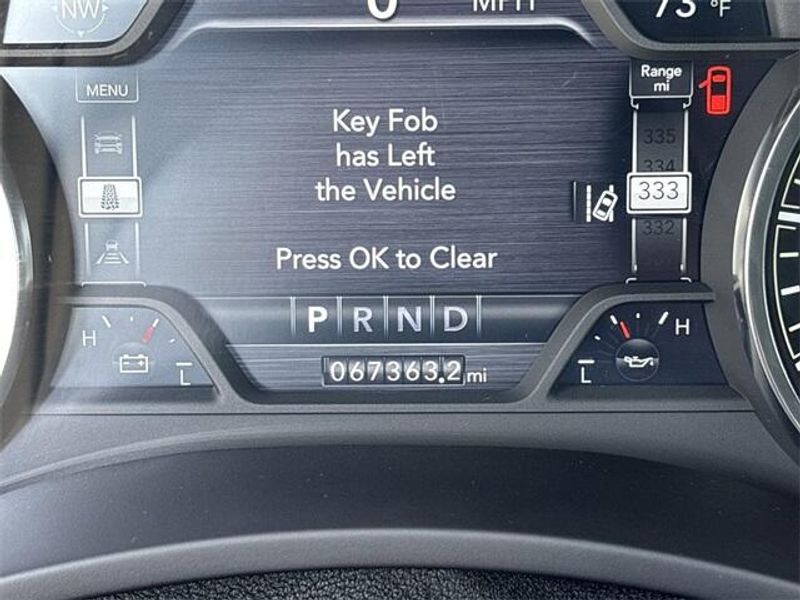 NW
0 MPH
73 °F
MENU
Range
mi
Key Fob
has Left
the Vehicle
335
334
333
332
Press OK to Clear
P R N D
H
L
067363.2 mi
H
L